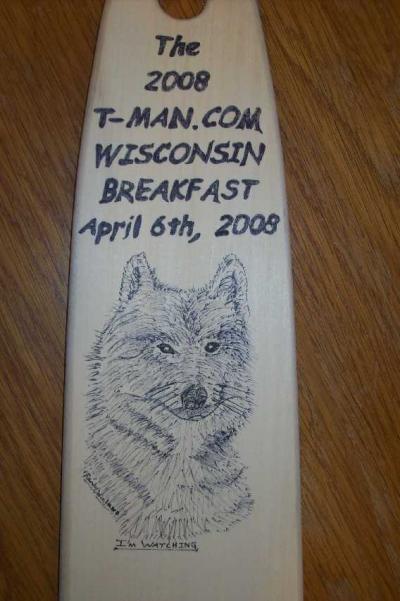 The
2008
T-MAN.COM
WISCONSIN
BREAKFAST
April 6th, 2008
I'm WATCHING